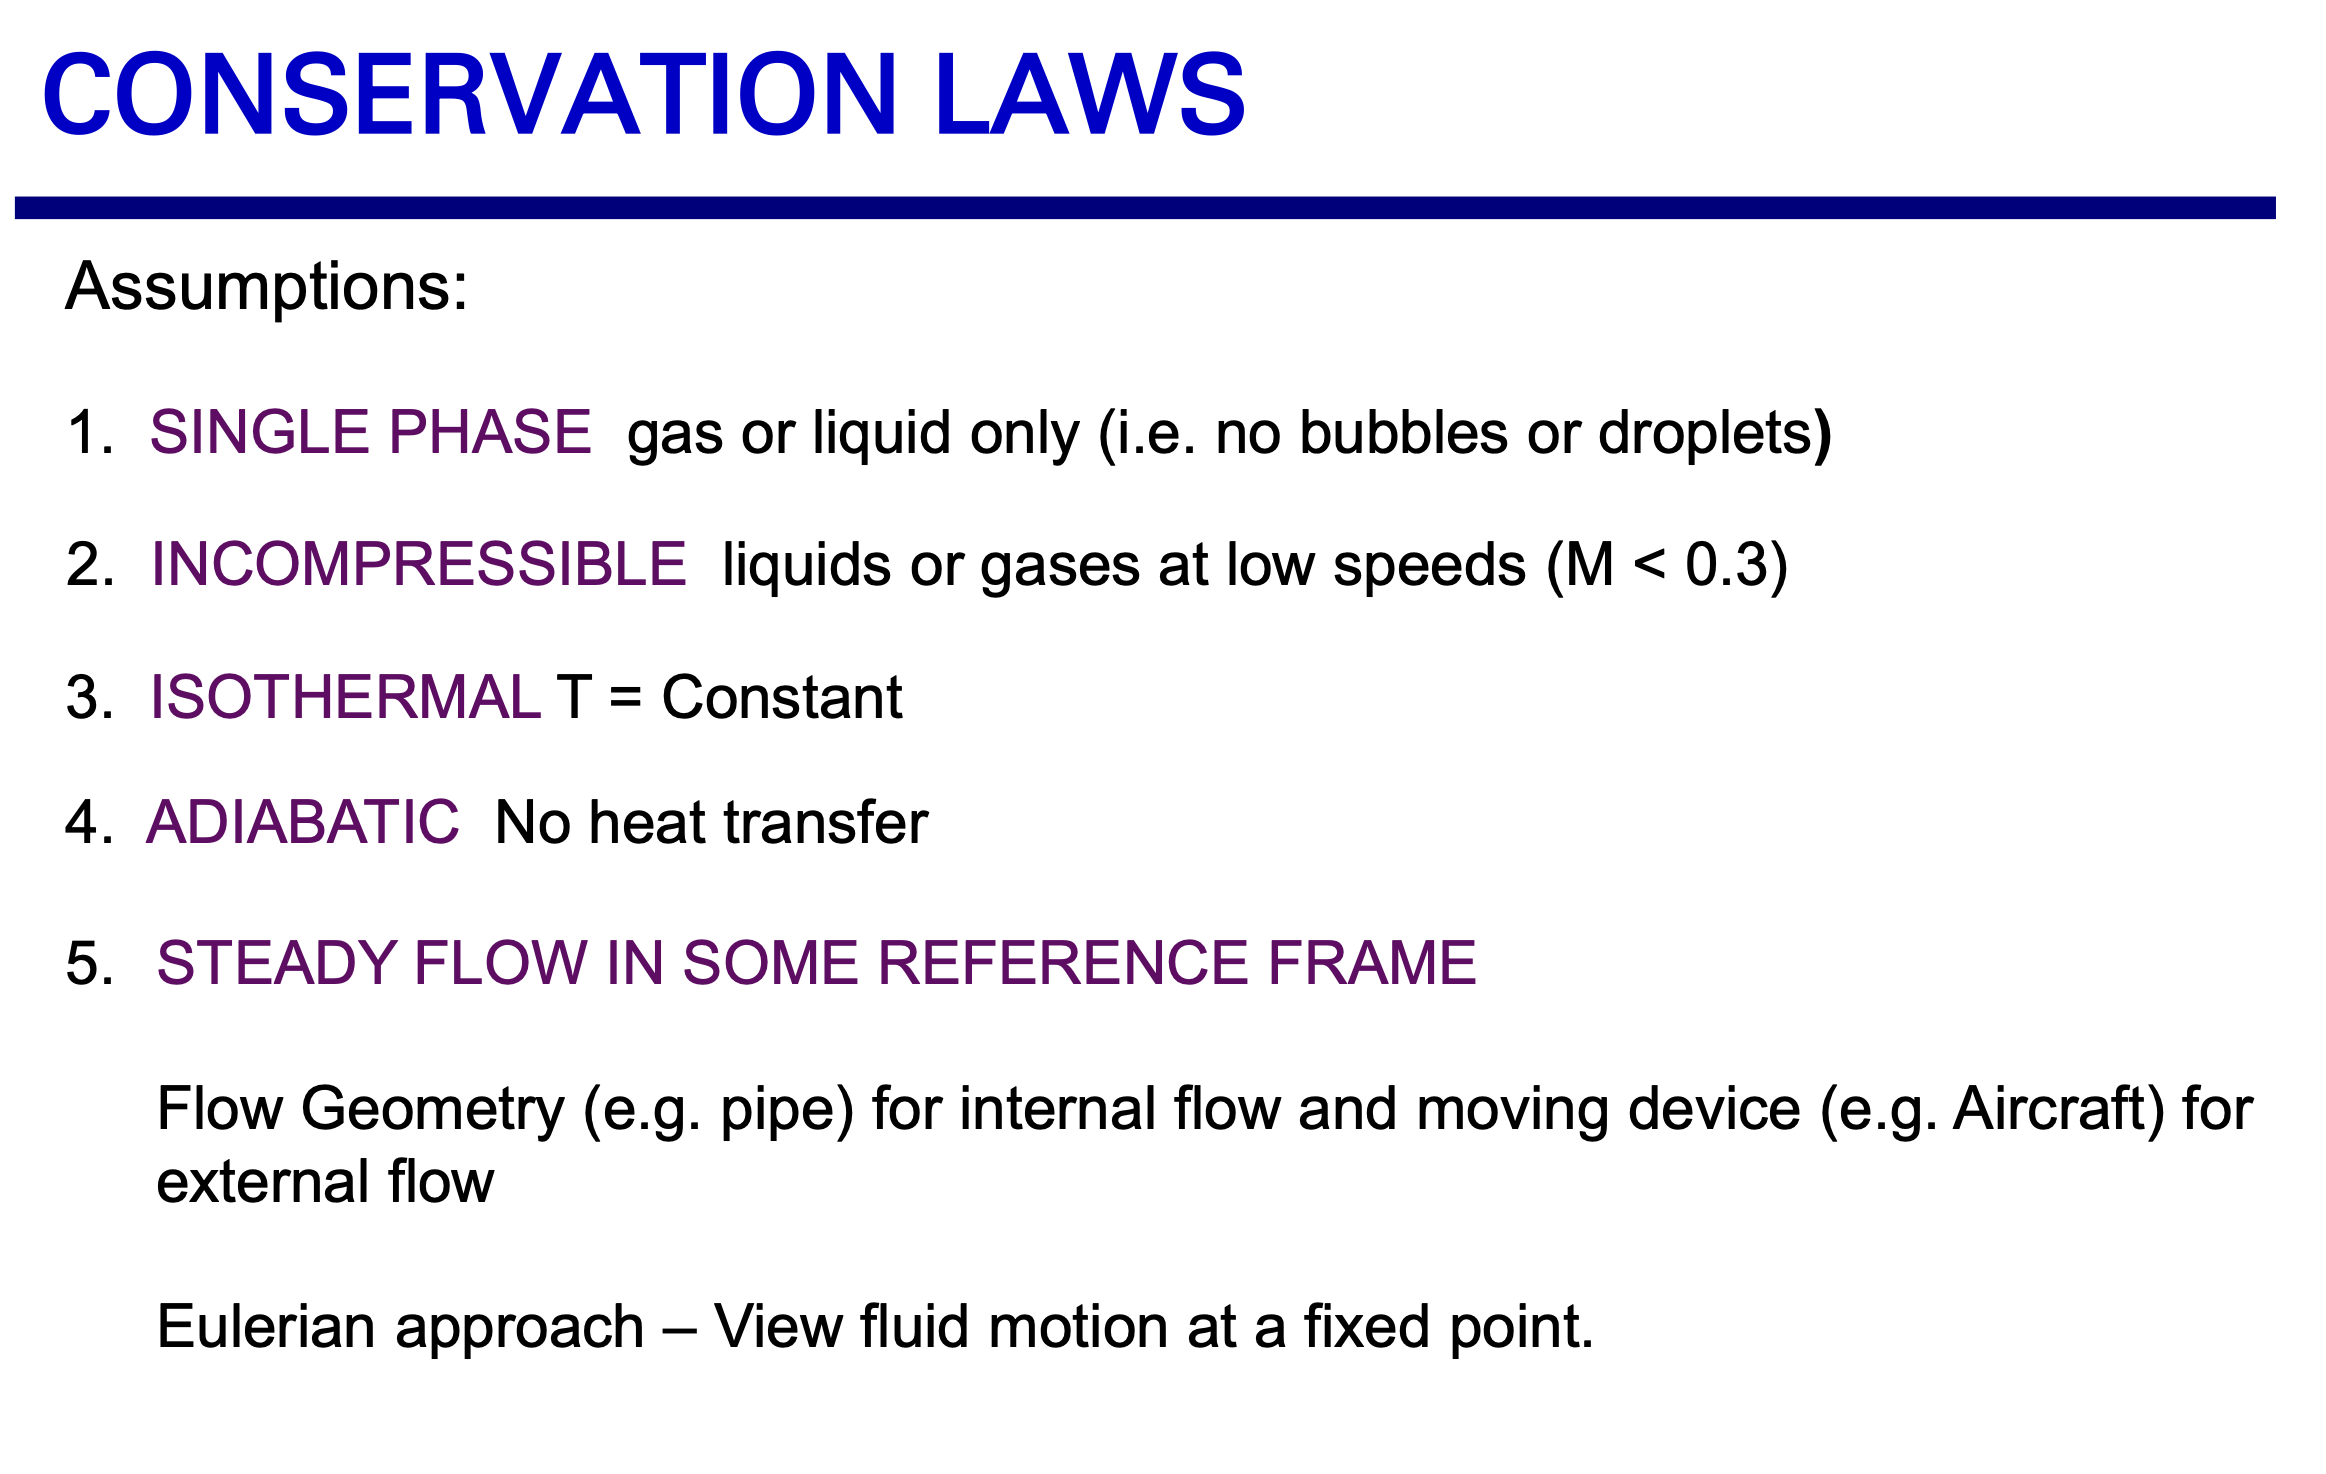 CONSERVATION LAWS
Assumptions:
1. SINGLE PHASE gas or liquid only (i.e. no bubbles or droplets)
2. INCOMPRESSIBLE liquids or gases at low speeds (M < 0.3)
3. ISOTHERMAL T = Constant
4. ADIABATIC No heat transfer
5. STEADY FLOW IN SOME REFERENCE FRAME
Flow Geometry (e.g. pipe) for internal flow and moving device (e.g. Aircraft) for
external flow
Eulerian approach – View fluid motion at a fixed point.